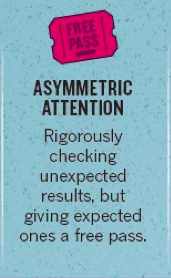 FREE
PASS
ASYMMETRIC
ATTENTION
Rigorously
checking
unexpected
results, but
giving expected
ones a free pass.